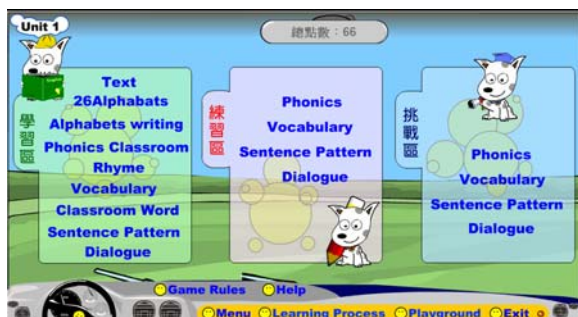 Unit 1
總點數：66
學習區
Text
26Alphabats
Alphabets writing
Phonics Classroom
Rhyme
Vocabulary
Classroom Word
Sentence Pattern
Dialogue
練習區
Phonics
Vocabulary
Sentence Pattern
Dialogue
挑戰區
Phonics
Vocabulary
Sentence Pattern
Dialogue
Game Rules Help
Menu Learning Process Playground Exit